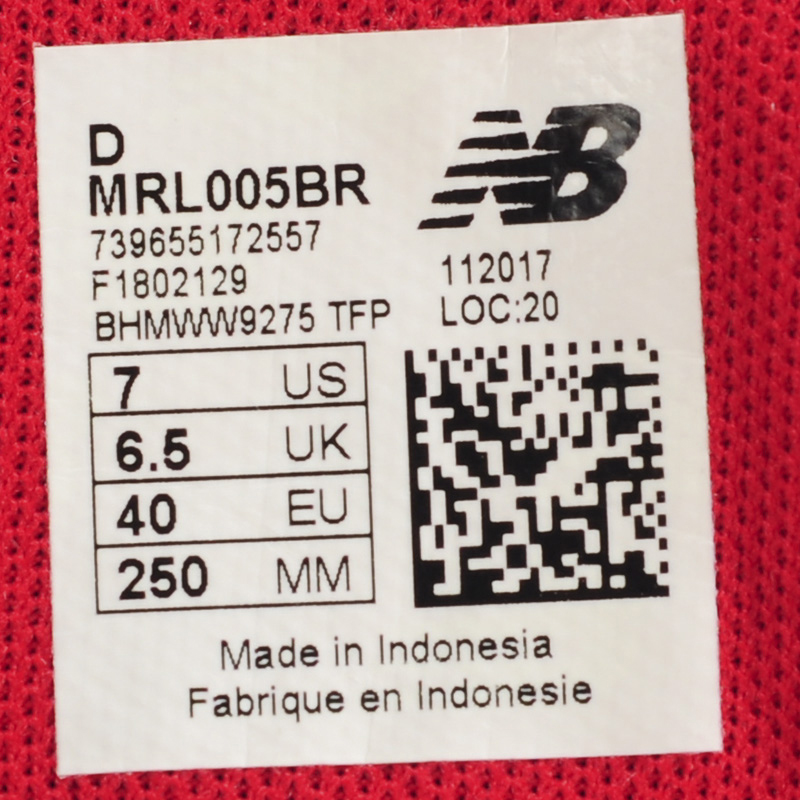 D
MRL005BR
739655172557
F1802129
BHMWW9275 TFP
NB
112017
LOC:20
7 US
6.5 UK
40 EU
250 MM
Made in Indonesia
Fabrique en Indonesie